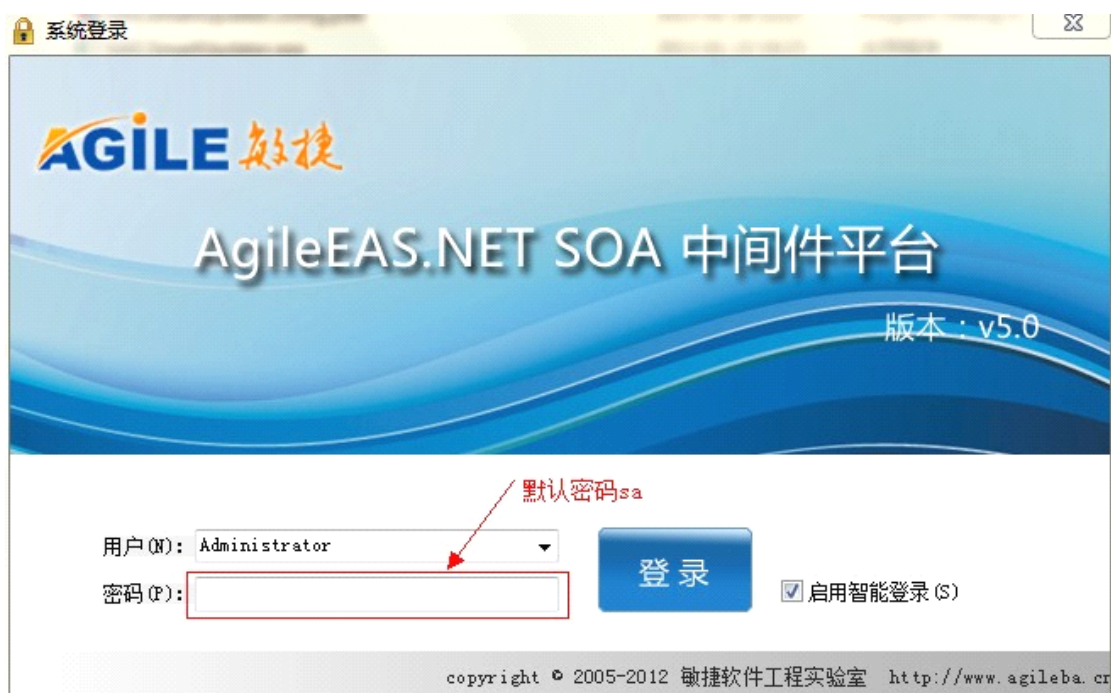 系统登录
AGiLE 敏捷
AgileEAS.NET SOA 中间件平台
版本：v5.0
默认密码sa
用户(N): Administrator
登录
密码(P):
启用智能登录(S)
copyright © 2005-2012 敏捷软件工程实验室 http://www.agileba.cn